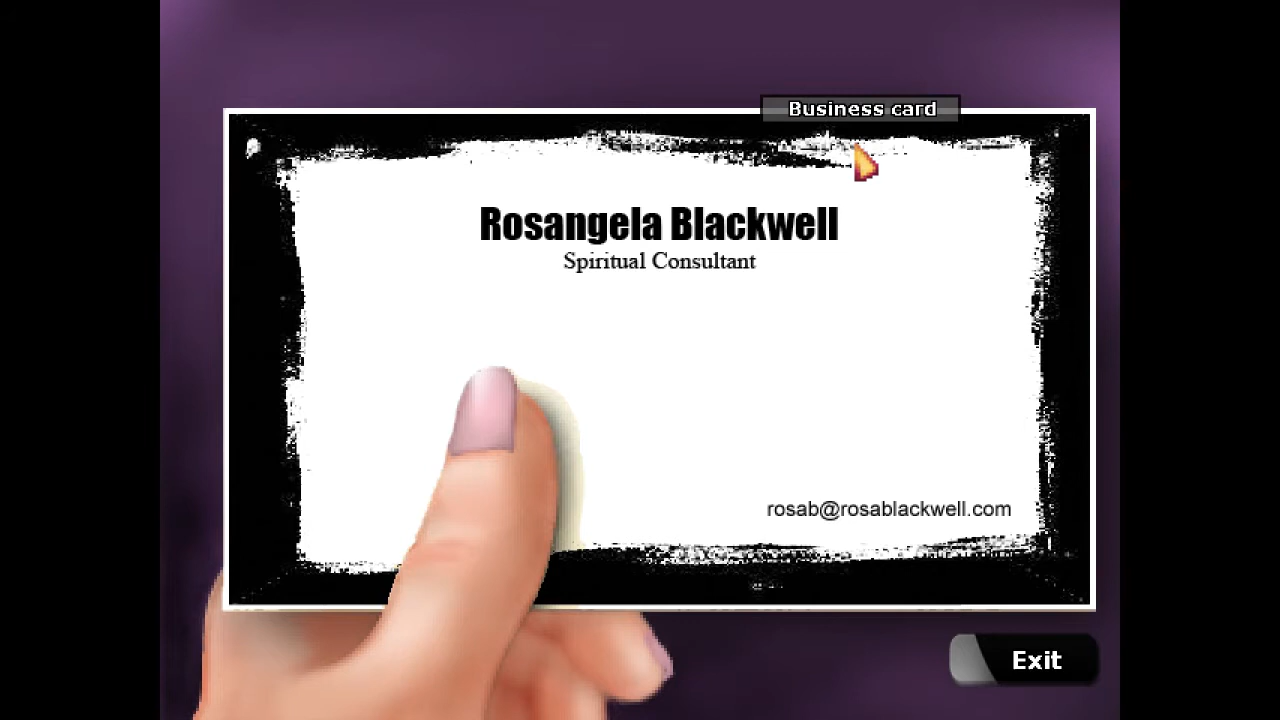 Business card
Rosangela Blackwell
Spiritual Consultant
rosab@rosablackwell.com
Exit